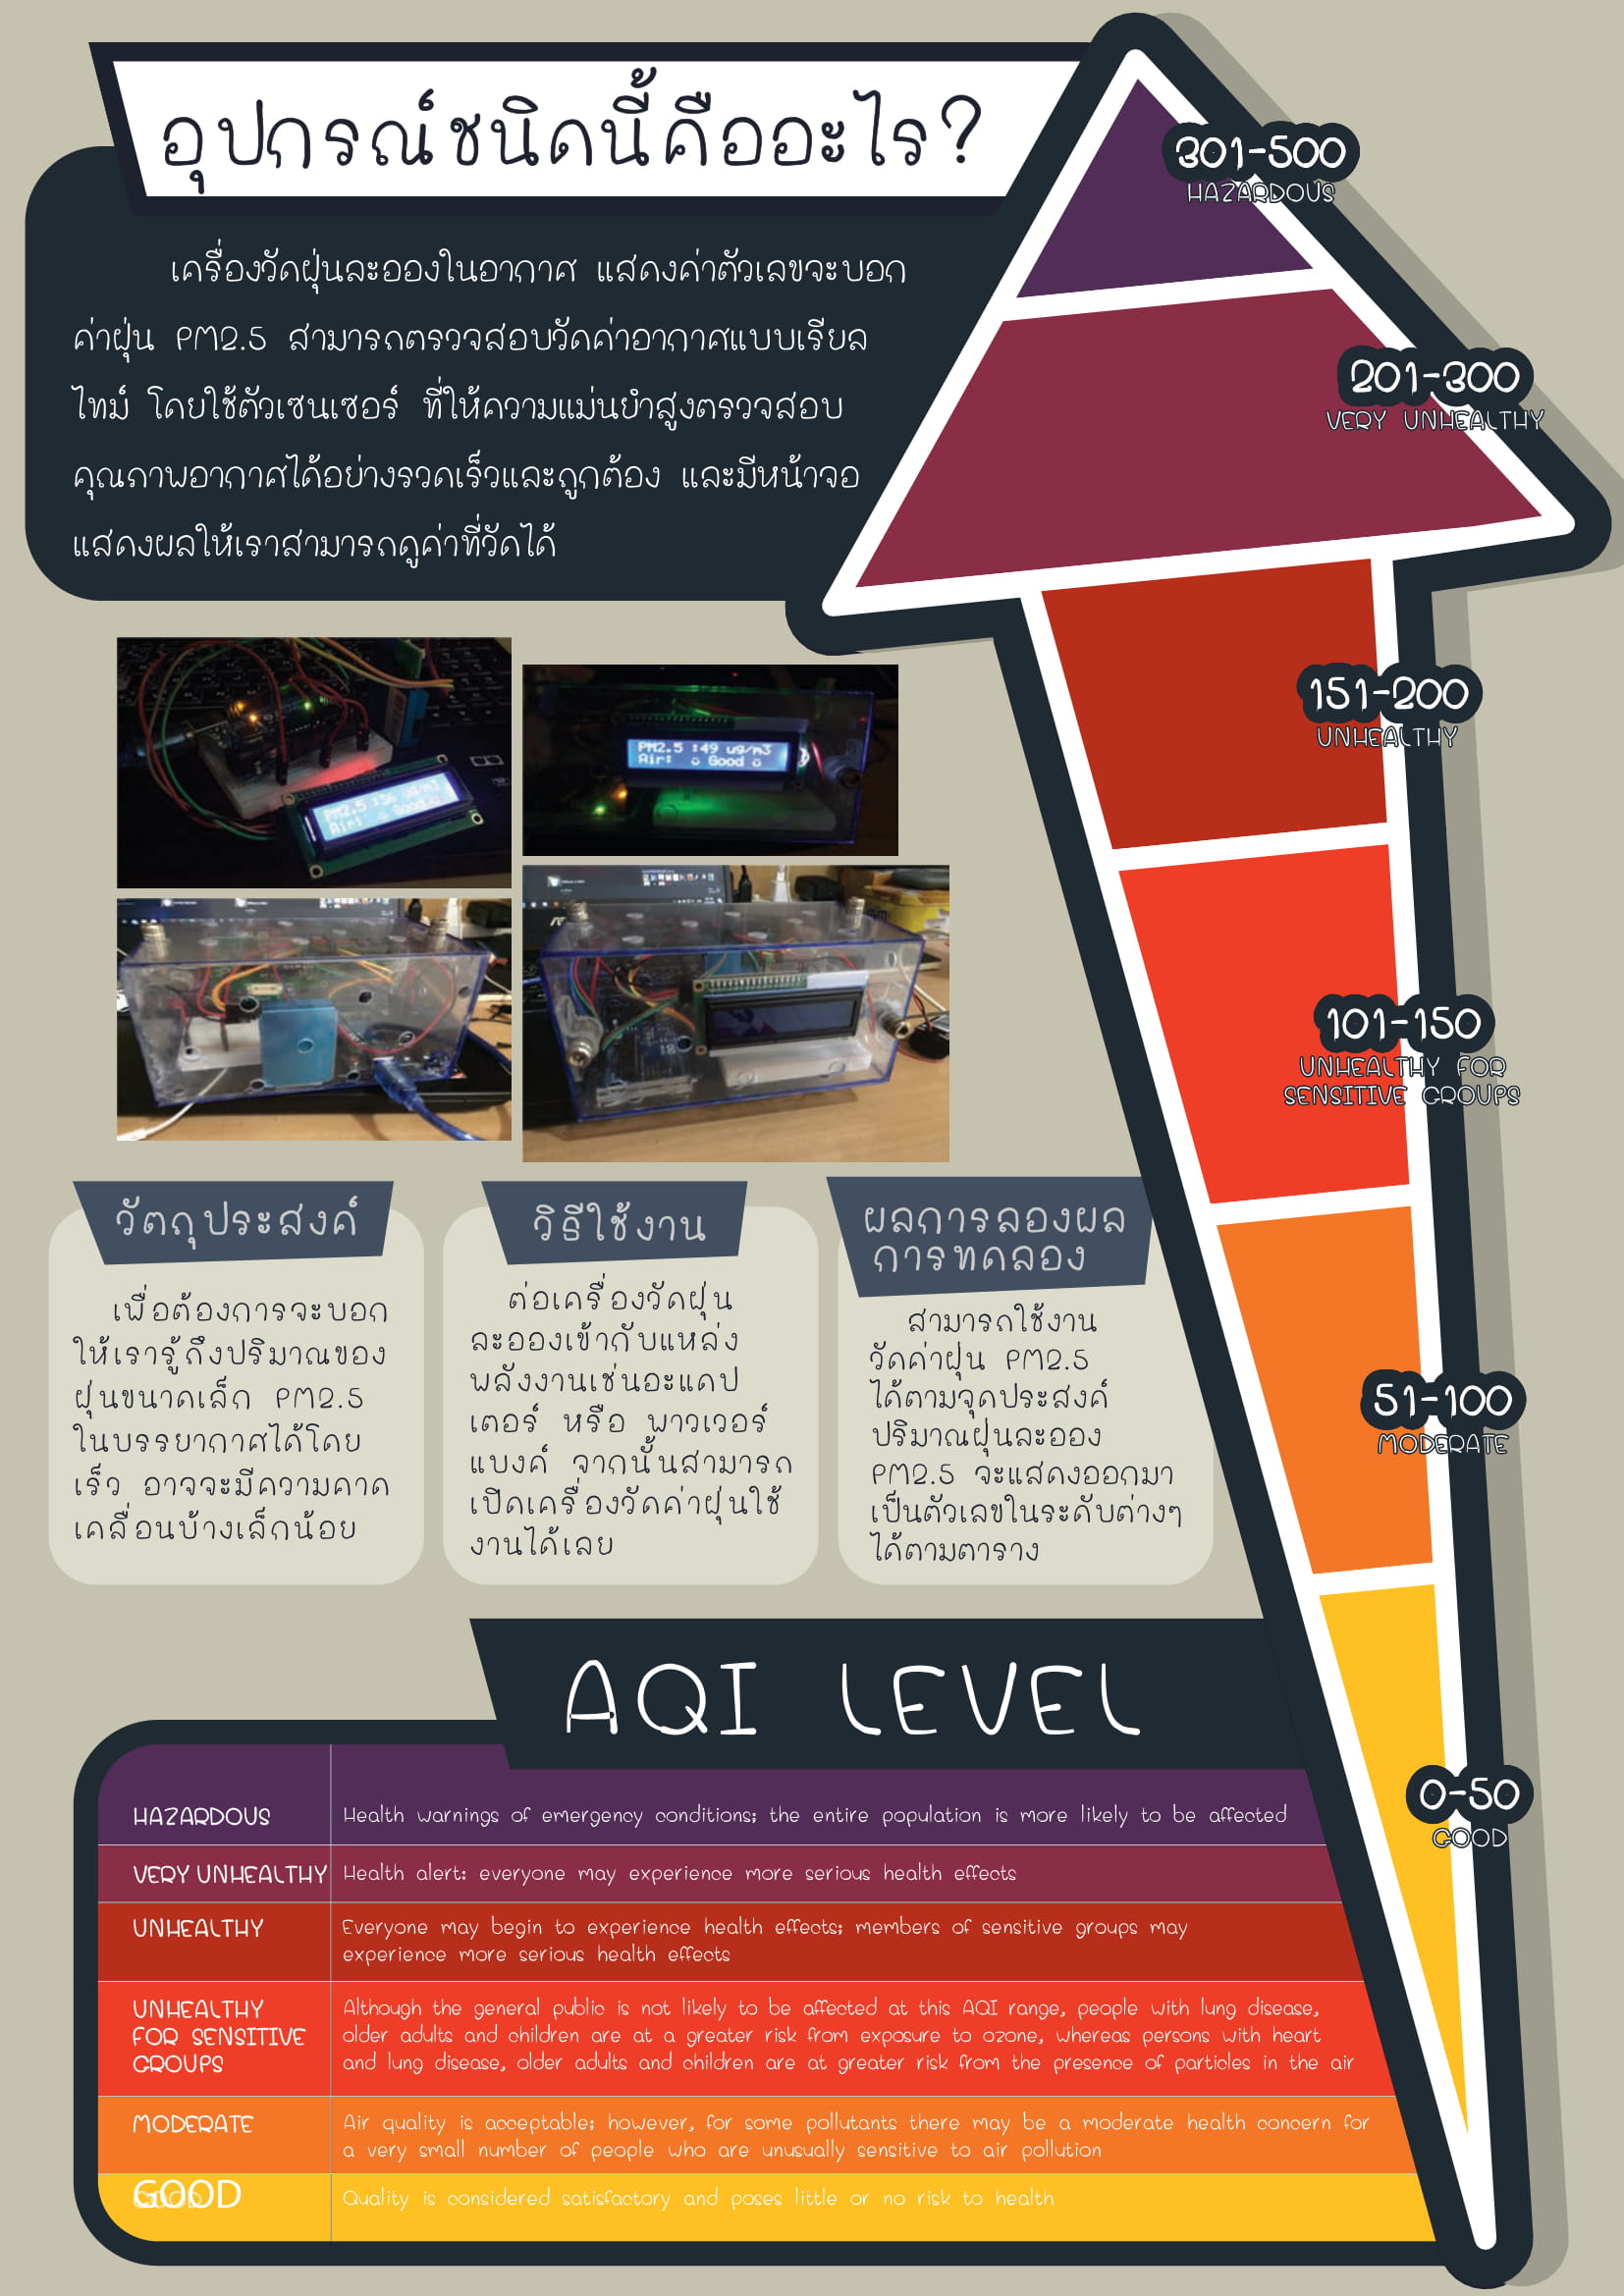 อุปกรณ์ชนิดนี้คืออะไร?
เครื่องวัดฝุ่นละอองในอากาศ แสดงค่าตัวเลขจะบอก
ค่าฝุ่น PM2.5 สามารถตรวจสอบวัดค่าอากาศแบบเรียล
ไทม์ โดยใช้ตัวเซนเซอร์ ที่ให้ความแม่นยำสูงตรวจสอบ
คุณภาพอากาศได้อย่างรวดเร็วและถูกต้อง และมีหน้าจอ
แสดงผลให้เราสามารถดูค่าที่วัดได้
301-500
HAZARDOUS
201-300
VERY UNHEALTHY
151-200
UNHEALTHY
101-150
UNHEALTHY FOR
SENSITIVE GROUPS
51-100
MODERATE
0-50
GOOD
PM2.5 :36 ug/m3
Air: Good
PM2.5 :49 ug/m3
Air: Good
วัตถุประสงค์
เพื่อต้องการจะบอก
ให้เรารู้ถึงปริมาณของ
ฝุ่นขนาดเล็ก PM2.5
ในบรรยากาศได้โดย
เร็ว อาจจะมีความคาด
เคลื่อนบ้างเล็กน้อย
วิธีใช้งาน
ต่อเครื่องวัดฝุ่น
ละอองเข้ากับแหล่ง
พลังงานเช่นอะแดป
เตอร์ หรือ พาวเวอร์
แบงค์ จากนั้นสามารถ
เปิดเครื่องวัดค่าฝุ่นใช้
งานได้เลย
ผลการลองผล
การทดลอง
สามารถใช้งาน
วัดค่าฝุ่น PM2.5
ได้ตามจุดประสงค์
ปริมาณฝุ่นละออง
PM2.5 จะแสดงออกมา
เป็นตัวเลขในระดับต่างๆ
ได้ตามตาราง
AQI LEVEL
HAZARDOUS
Health warnings of emergency conditions; the entire population is more likely to be affected
VERY UNHEALTHY
Health alert: everyone may experience more serious health effects
UNHEALTHY
Everyone may begin to experience health effects; members of sensitive groups may
experience more serious health effects
UNHEALTHY
FOR SENSITIVE
GROUPS
Although the general public is not likely to be affected at this AQI range, people with lung disease,
older adults and children are at a greater risk from exposure to ozone, whereas persons with heart
and lung disease, older adults and children are at greater risk from the presence of particles in the air
MODERATE
Air quality is acceptable; however, for some pollutants there may be a moderate health concern for
a very small number of people who are unusually sensitive to air pollution
GOOD
Quality is considered satisfactory and poses little or no risk to health